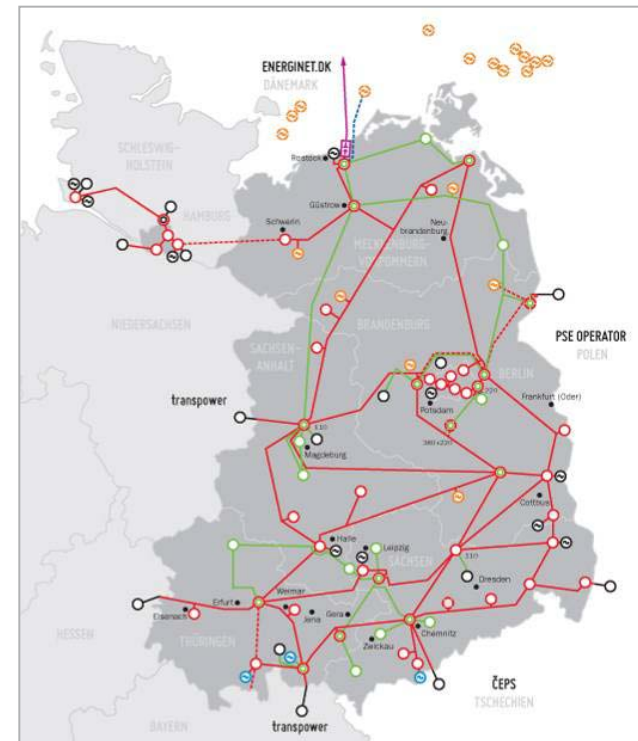 ENERGINET.DK
DÄNEMARK
SCHLESWIG-
HOLSTEIN
Rostock
HAMBURG
Güstrow
Schwerin
Neu-
brandenburg
MECKLENBURG-
VORPOMMERN
NIEDERSACHSEN
BRANDENBURG
PSE OPERATOR
POLEN
SACHSEN-
ANHALT
BERLIN
transpower
220
Potsdam
Frankfurt (Oder)
110
380+220
Magdeburg
Cottbus
Halle
Leipzig
110
SACHSEN
Dresden
Weimar
Erfurt
Eisenach
Jena
Gera
Chemnitz
HESSEN
THÜRINGEN
Zwickau
ČEPS
TSCHECHIEN
transpower
BAYERN